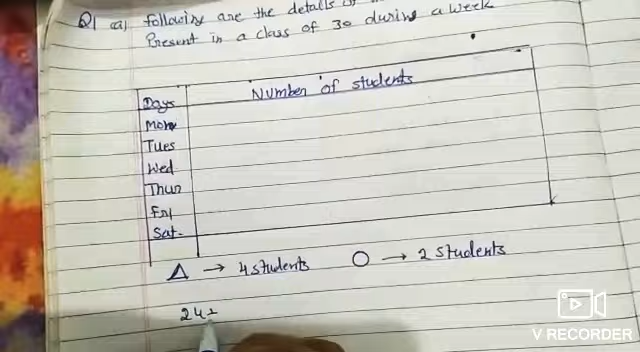 Q1 (a) following are the details of
Present in a class of 30 during a week
Days Number of students
Mon
Tues
Wed
Thur
Fri
Sat.
△ → 4 students ○ → 2 students
24÷
V RECORDER